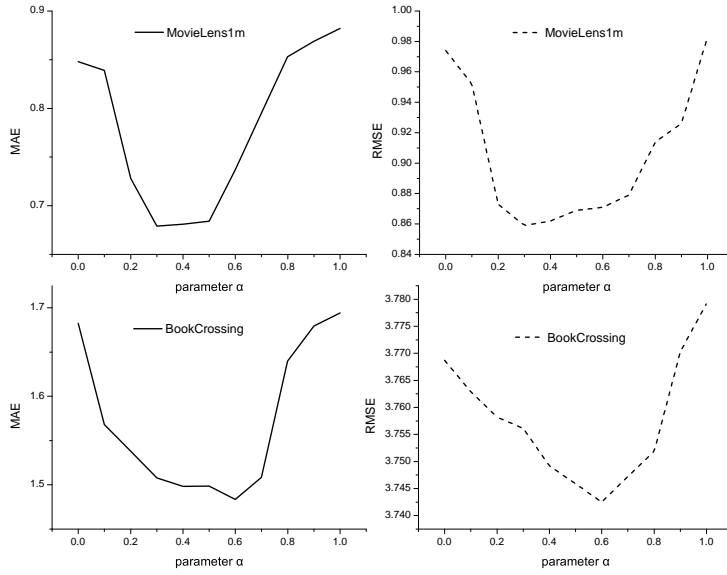 MovieLens1m
0.9
0.8
0.7
MAE
0.0 0.2 0.4 0.6 0.8 1.0
parameter α
MovieLens1m
1.00
0.98
0.96
0.94
0.92
0.90
0.88
0.86
0.84
RMSE
0.0 0.2 0.4 0.6 0.8 1.0
parameter α
BookCrossing
1.7
1.6
1.5
MAE
0.0 0.2 0.4 0.6 0.8 1.0
parameter α
BookCrossing
3.780
3.775
3.770
3.765
3.760
3.755
3.750
3.745
3.740
RMSE
0.0 0.2 0.4 0.6 0.8 1.0
parameter α